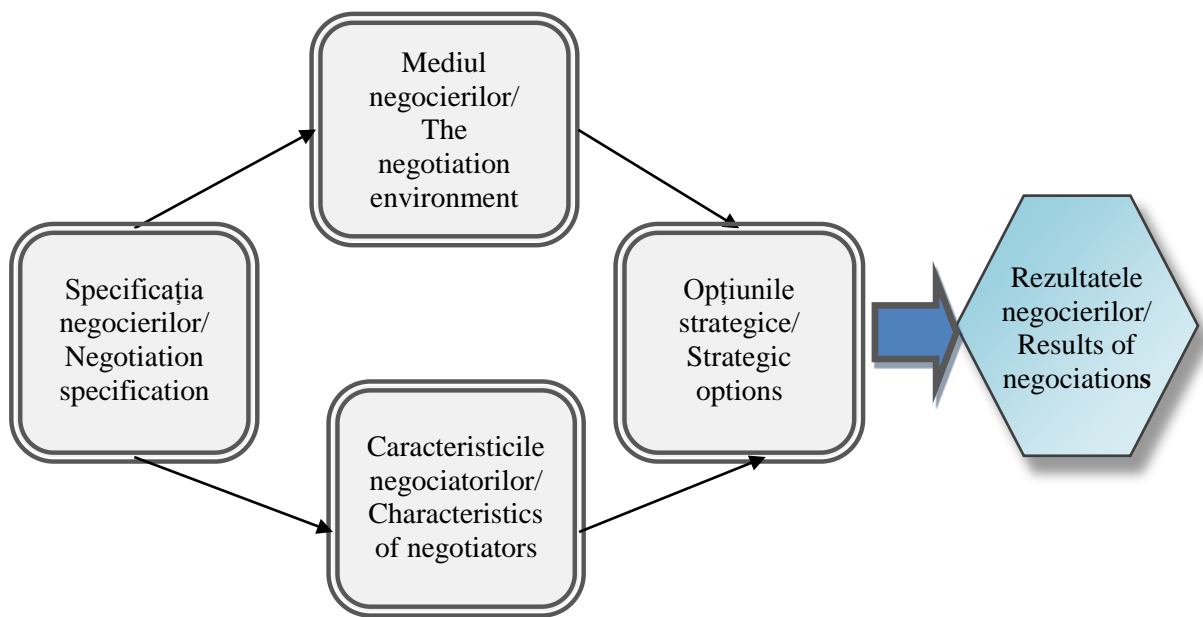 Mediul
negocierilor/
The
negotiation
environment
Specificația
negocierilor/
Negotiation
specification
Opțiunile
strategice/
Strategic
options
Rezultatele
negocierilor/
Results of
negociations
Caracteristicile
negociatorilor/
Characteristics
of negotiators